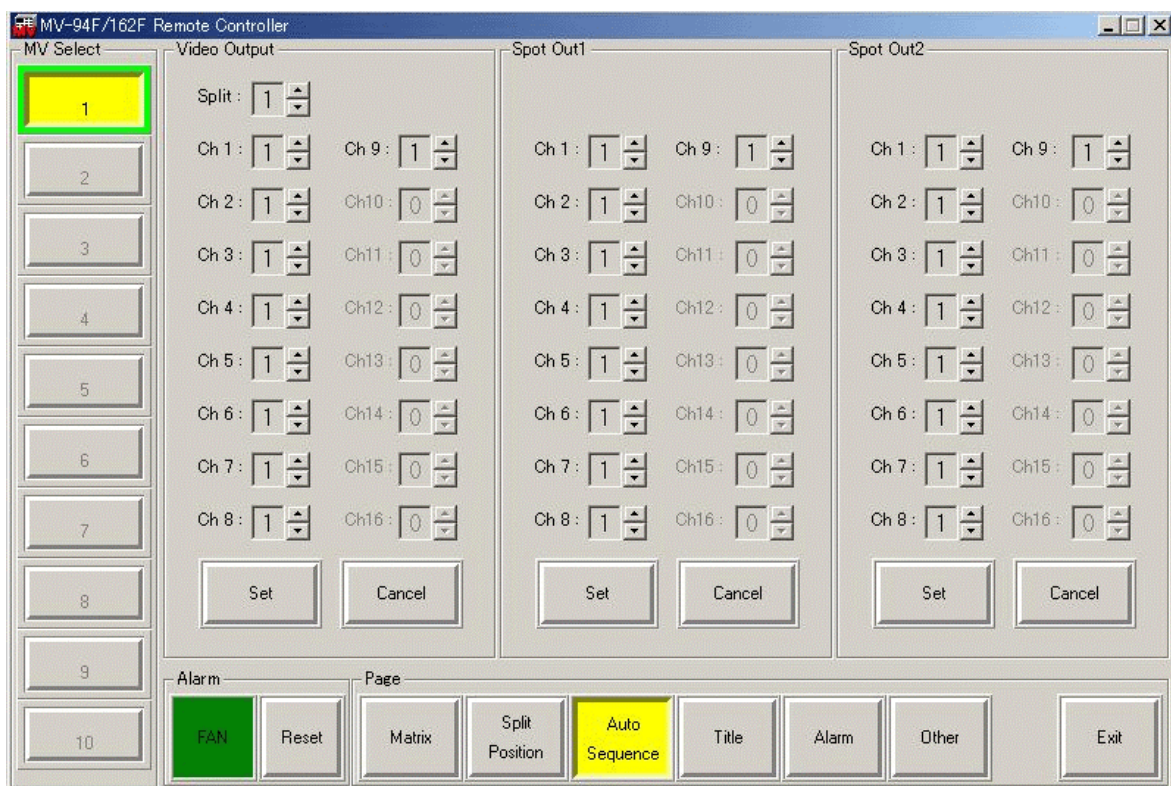 MV-94F/162F Remote Controller
MV Select
1
2
3
4
5
6
7
8
9
10
Video Output
Split : 1
Ch 1 : 1 Ch 9 : 1
Ch 2 : 1 Ch10 : 0
Ch 3 : 1 Ch11 : 0
Ch 4 : 1 Ch12 : 0
Ch 5 : 1 Ch13 : 0
Ch 6 : 1 Ch14 : 0
Ch 7 : 1 Ch15 : 0
Ch 8 : 1 Ch16 : 0
Set Cancel
Spot Out1
Ch 1 : 1 Ch 9 : 1
Ch 2 : 1 Ch10 : 0
Ch 3 : 1 Ch11 : 0
Ch 4 : 1 Ch12 : 0
Ch 5 : 1 Ch13 : 0
Ch 6 : 1 Ch14 : 0
Ch 7 : 1 Ch15 : 0
Ch 8 : 1 Ch16 : 0
Set Cancel
Spot Out2
Ch 1 : 1 Ch 9 : 1
Ch 2 : 1 Ch10 : 0
Ch 3 : 1 Ch11 : 0
Ch 4 : 1 Ch12 : 0
Ch 5 : 1 Ch13 : 0
Ch 6 : 1 Ch14 : 0
Ch 7 : 1 Ch15 : 0
Ch 8 : 1 Ch16 : 0
Set Cancel
Alarm
FAN
Reset
Page
Matrix
Split
Position
Auto
Sequence
Title
Alarm
Other
Exit